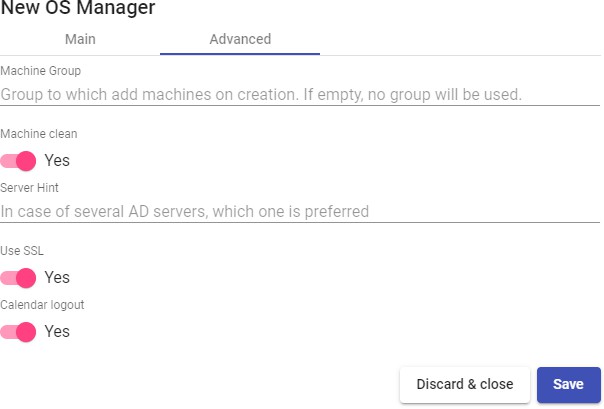 New OS Manager
Main
Advanced
Machine Group
Group to which add machines on creation. If empty, no group will be used.
Machine clean
Yes
Server Hint
In case of several AD servers, which one is preferred
Use SSL
Yes
Calendar logout
Yes
Discard & close
Save